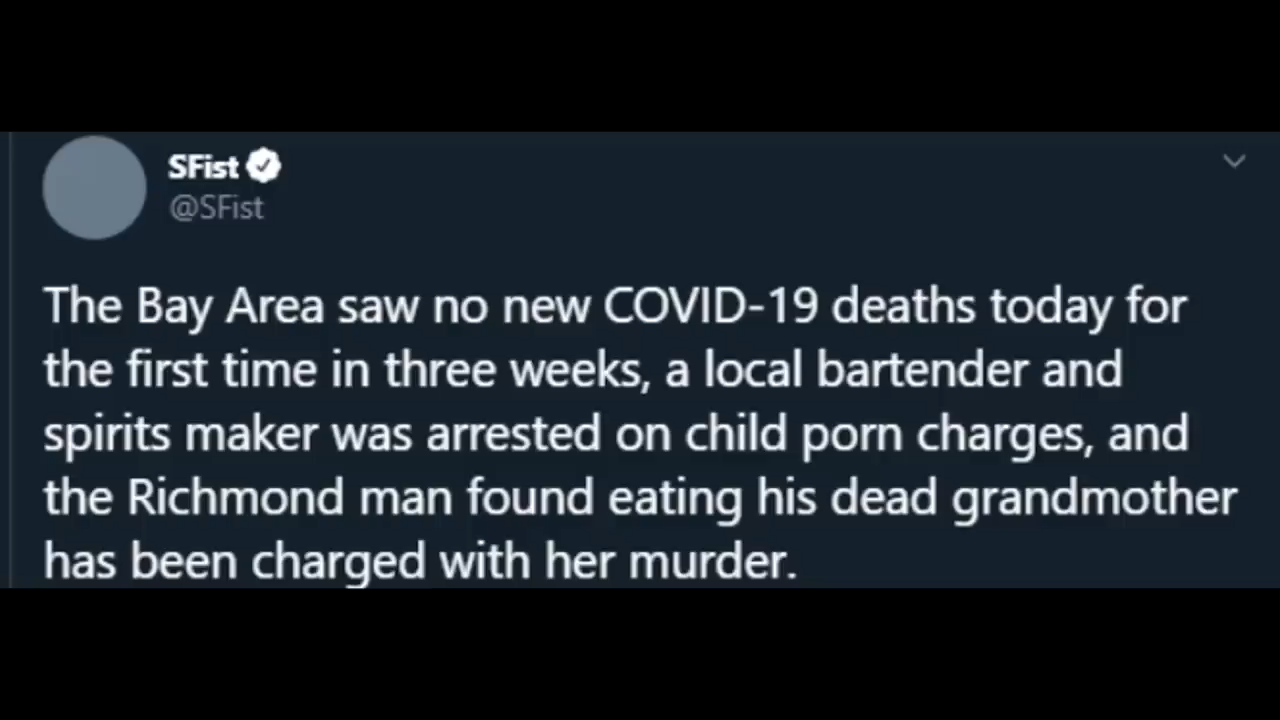 SFist
@SFist
The Bay Area saw no new COVID-19 deaths today for
the first time in three weeks, a local bartender and
spirits maker was arrested on child porn charges, and
the Richmond man found eating his dead grandmother
has been charged with her murder.